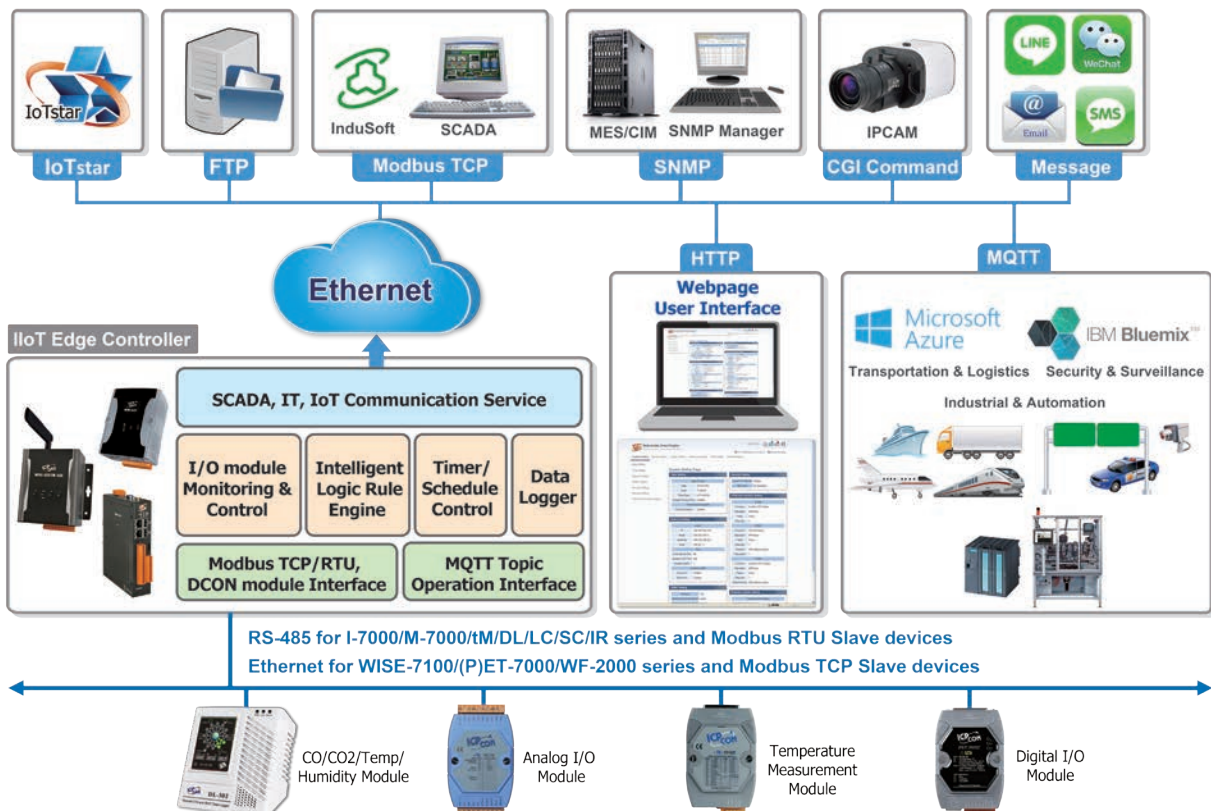 IoTstar
LINE
WeChat
InduSoft
SCADA
MES/CIM
SNMP Manager
IPCAM
@
Email
SMS
IoTstar
FTP
Modbus TCP
SNMP
CGI Command
Message
Ethernet
HTTP
MQTT
Webpage
User Interface
Microsoft
Azure
IBM Bluemix
Transportation & Logistics
Security & Surveillance
Industrial & Automation
IIoT Edge Controller
SCADA, IT, IoT Communication Service
I/O module
Monitoring &
Control
Intelligent
Logic Rule
Engine
Timer/
Schedule
Control
Data
Logger
Modbus TCP/RTU,
DCON module Interface
MQTT Topic
Operation Interface
RS-485 for I-7000/M-7000/tM/DL/LC/SC/IR series and Modbus RTU Slave devices
Ethernet for WISE-7100/(P)ET-7000/WF-2000 series and Modbus TCP Slave devices
CO/CO2/Temp/
Humidity Module
Analog I/O
Module
Temperature
Measurement
Module
Digital I/O
Module
DL-302